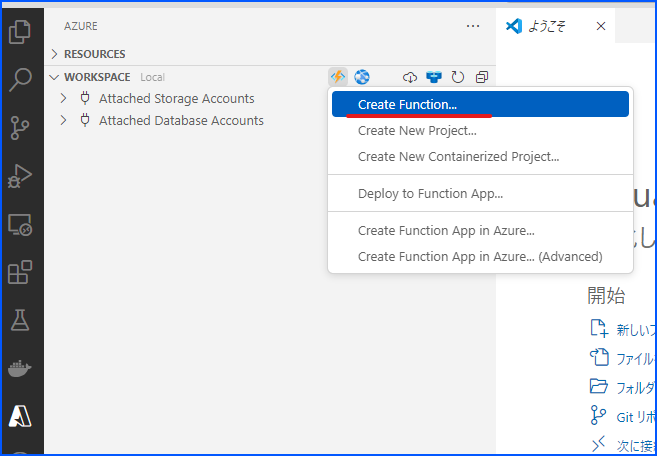 AZURE
ようこそ
RESOURCES
WORKSPACE Local
Attached Storage Accounts
Attached Database Accounts
Create Function...
Create New Project...
Create New Containerized Project...
Deploy to Function App...
Create Function App in Azure...
Create Function App in Azure... (Advanced)
開始
新しいフ
ファイル
フォルダ
Git リポ
次に接